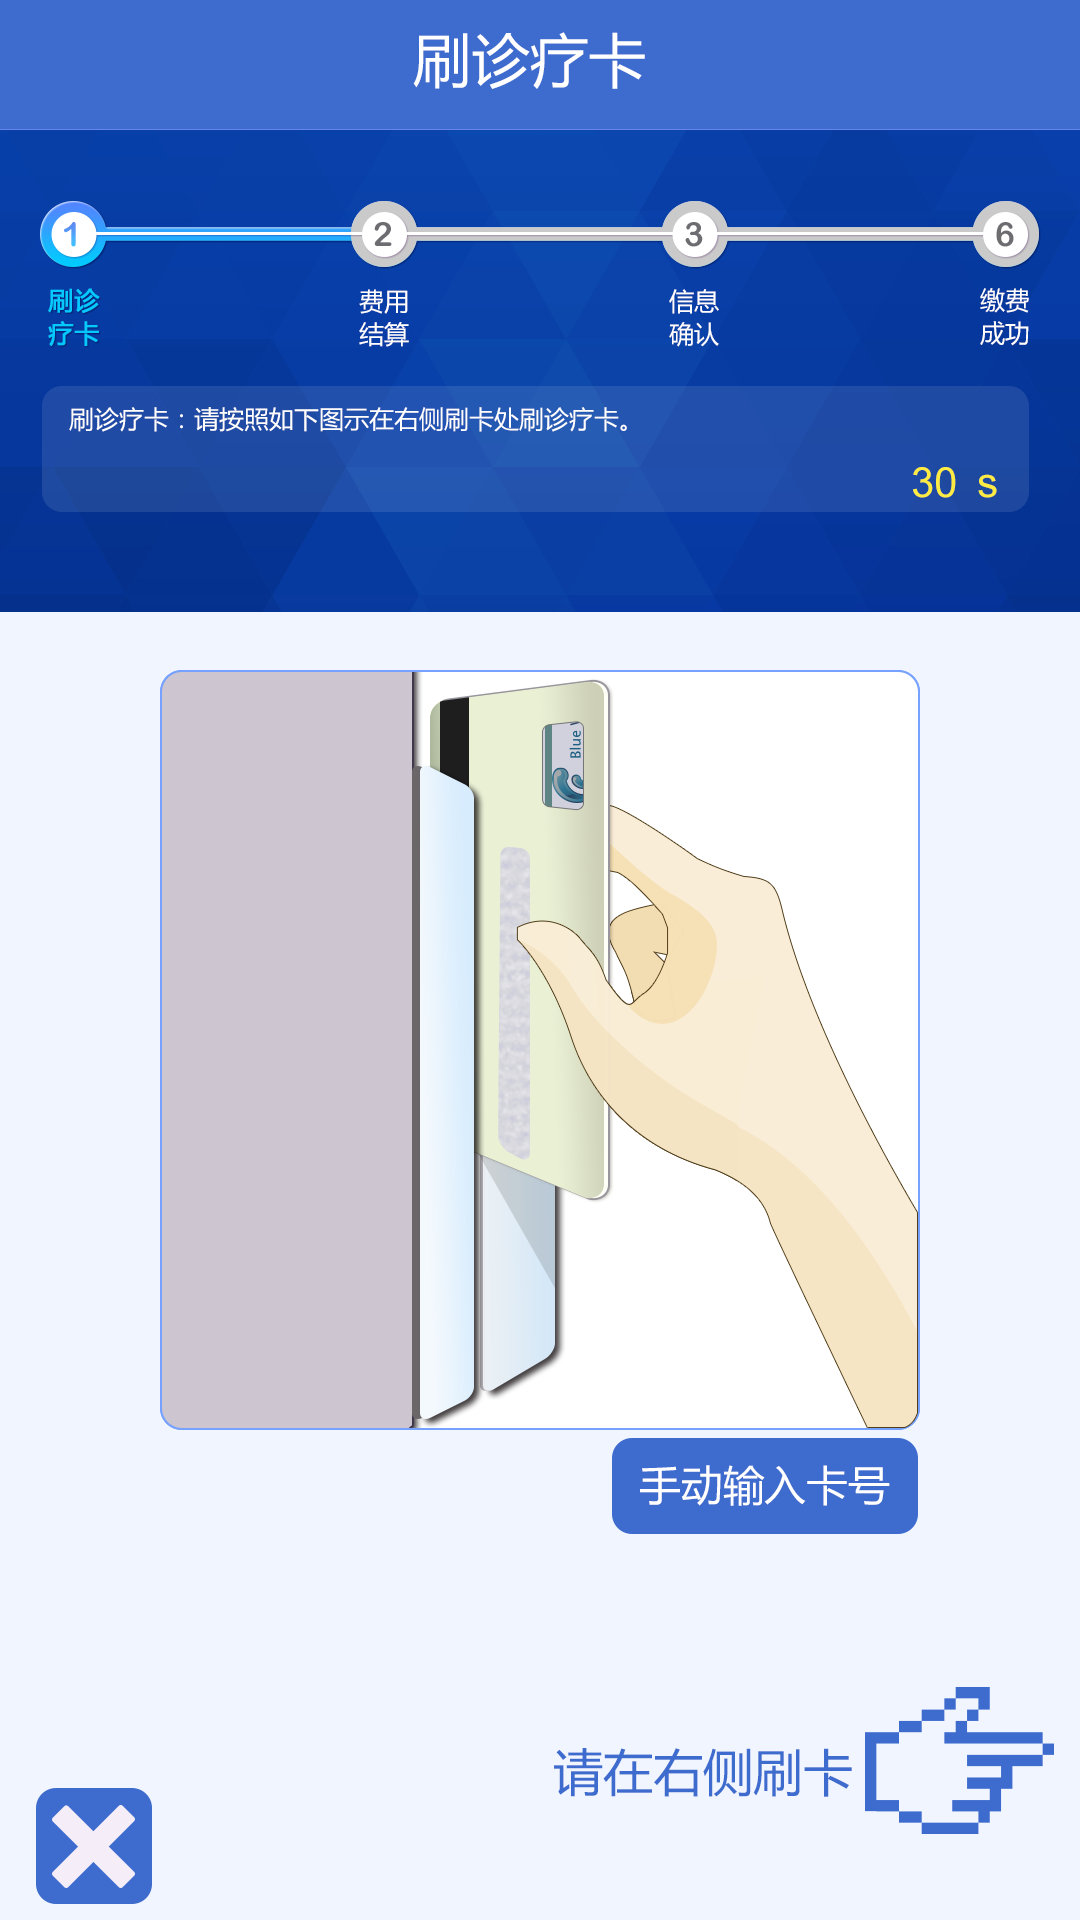 刷诊疗卡
1
2
3
6
刷诊
疗卡
费用
结算
信息
确认
缴费
成功
刷诊疗卡：请按照如下图示在右侧刷卡处刷诊疗卡。
30 s
Blue
手动输入卡号
请在右侧刷卡